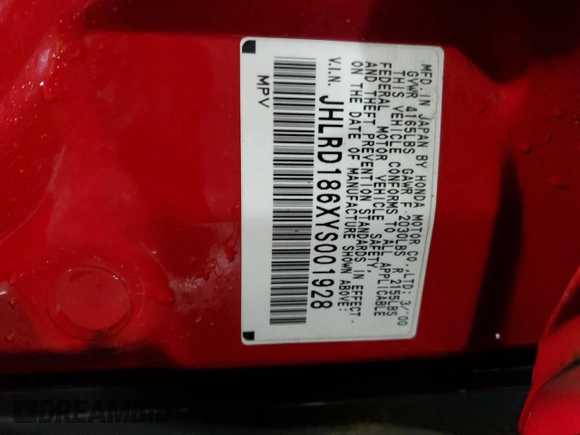 MFD. IN JAPAN BY HONDA MOTOR CO., LTD; 3/'00
GVWR 4165LBS GAWR F 2030LBS R 2155LBS
THIS VEHICLE CONFORMS TO ALL APPLICABLE
FEDERAL MOTOR VEHICLE SAFETY,
AND THEFT PREVENTION STANDARDS IN EFFECT
ON THE DATE OF MANUFACTURE SHOWN ABOVE:
V.I.N. JHLRD186XYS001928
MPV
DREAMBID